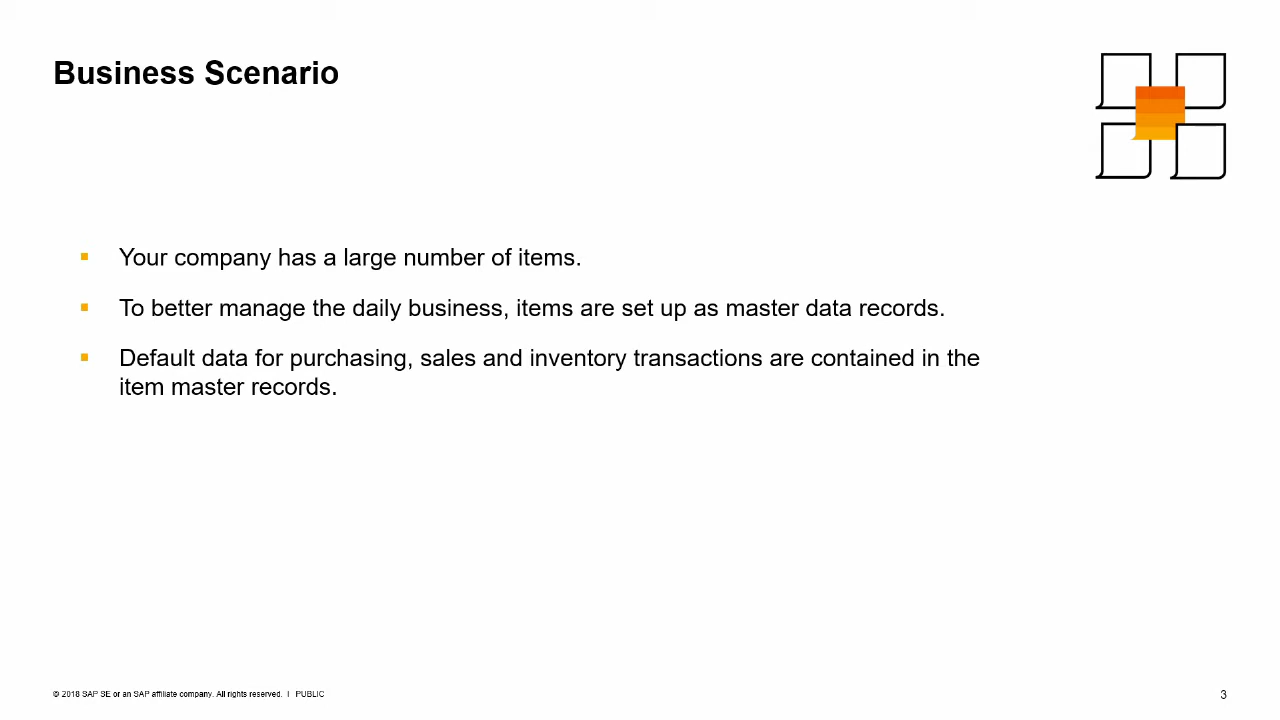 Business Scenario
▪ Your company has a large number of items.
▪ To better manage the daily business, items are set up as master data records.
▪ Default data for purchasing, sales and inventory transactions are contained in the
item master records.
© 2018 SAP SE or an SAP affiliate company. All rights reserved. ǀ PUBLIC
3